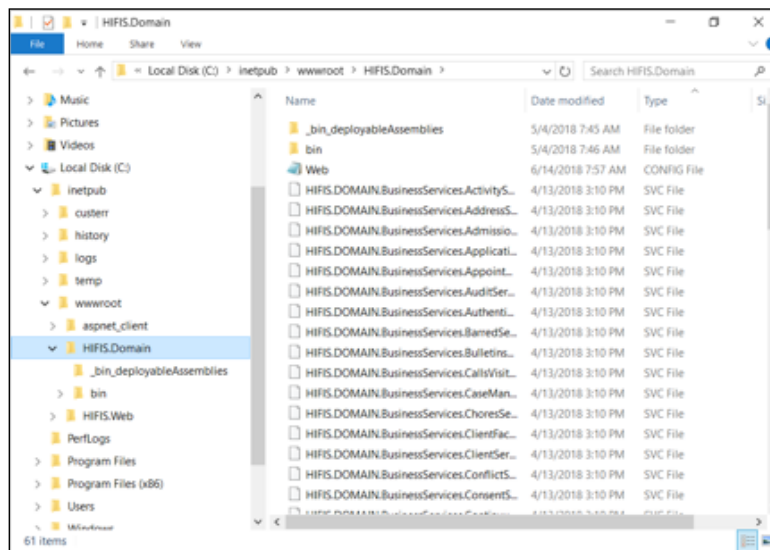 HIFIS.Domain
File Home Share View
« Local Disk (C:) > inetpub > wwwroot > HIFIS.Domain > Search HIFIS.Domain
Name Date modified Type Si
> Music
> Pictures
> Videos
Local Disk (C:)
inetpub
> custerr
> history
> logs
> temp
wwwroot
> aspnet_client
HIFIS.Domain
_bin_deployableAssemblies
> bin
> HIFIS.Web
PerfLogs
> Program Files
> Program Files (x86)
> Users
> Windows
_bin_deployableAssemblies 5/4/2018 7:45 AM File folder
bin 5/4/2018 7:46 AM File folder
Web 6/14/2018 7:57 AM CONFIG File
HIFIS.DOMAIN.BusinessServices.ActivityS... 4/13/2018 3:10 PM SVC File
HIFIS.DOMAIN.BusinessServices.AddressS... 4/13/2018 3:10 PM SVC File
HIFIS.DOMAIN.BusinessServices.Admissio... 4/13/2018 3:10 PM SVC File
HIFIS.DOMAIN.BusinessServices.Applicati... 4/13/2018 3:10 PM SVC File
HIFIS.DOMAIN.BusinessServices.Appoint... 4/13/2018 3:10 PM SVC File
HIFIS.DOMAIN.BusinessServices.AuditSer... 4/13/2018 3:10 PM SVC File
HIFIS.DOMAIN.BusinessServices.Authenti... 4/13/2018 3:10 PM SVC File
HIFIS.DOMAIN.BusinessServices.BarredSe... 4/13/2018 3:10 PM SVC File
HIFIS.DOMAIN.BusinessServices.Bulletins... 4/13/2018 3:10 PM SVC File
HIFIS.DOMAIN.BusinessServices.CallsVisit... 4/13/2018 3:10 PM SVC File
HIFIS.DOMAIN.BusinessServices.CaseMan... 4/13/2018 3:10 PM SVC File
HIFIS.DOMAIN.BusinessServices.ChoresSe... 4/13/2018 3:10 PM SVC File
HIFIS.DOMAIN.BusinessServices.ClientFac... 4/13/2018 3:10 PM SVC File
HIFIS.DOMAIN.BusinessServices.ClientSer... 4/13/2018 3:10 PM SVC File
HIFIS.DOMAIN.BusinessServices.ConflictS... 4/13/2018 3:10 PM SVC File
HIFIS.DOMAIN.BusinessServices.ConsentS... 4/13/2018 3:10 PM SVC File
61 items